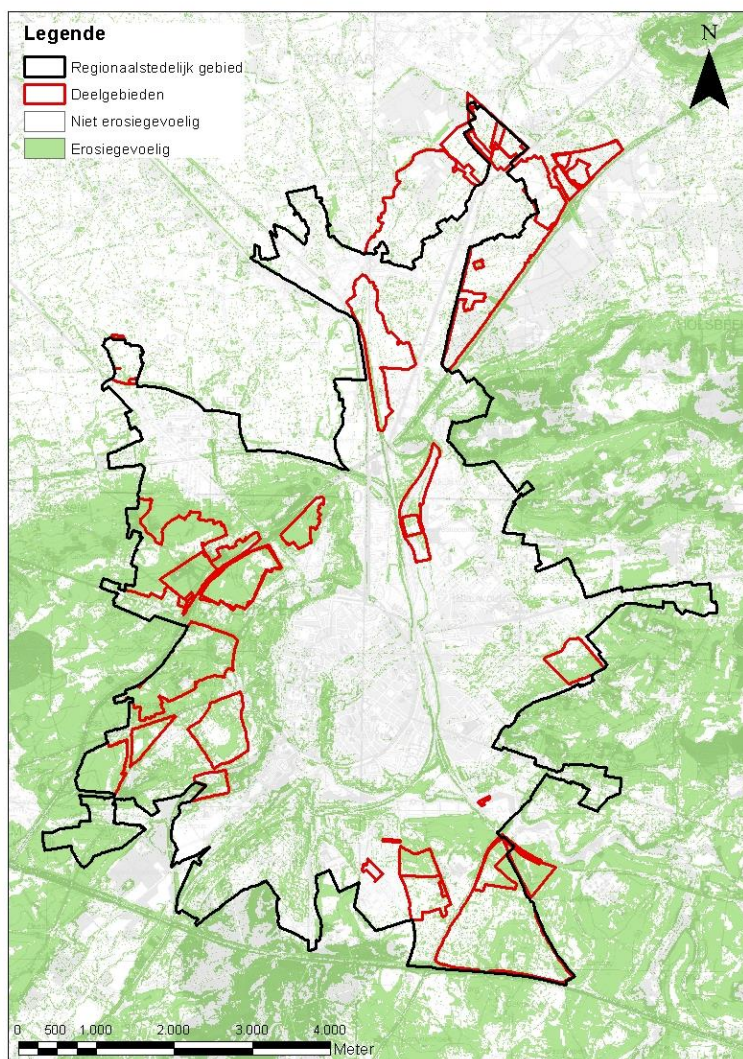 Legende
N
Regionaalstedelijk gebied
Deelgebieden
Niet erosiegevoelig
Erosiegevoelig
0 500 1.000 2.000 3.000 4.000
Meter